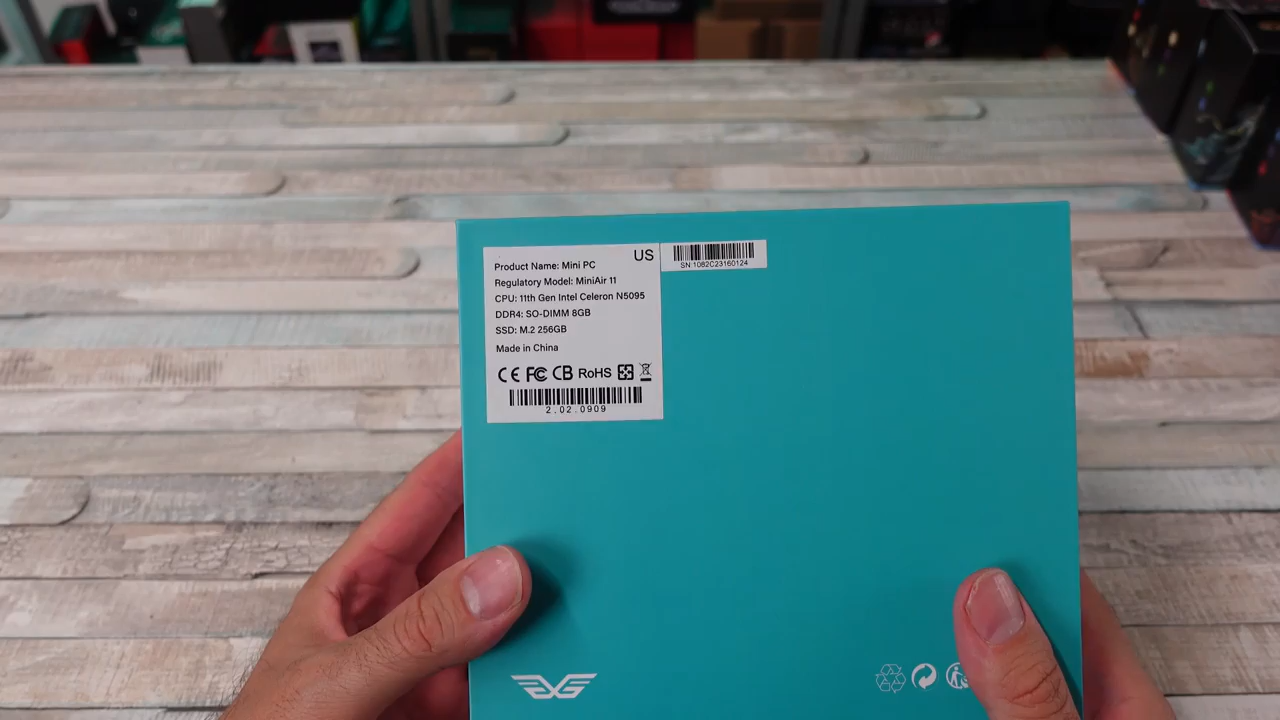 US
Product Name: Mini PC
Regulatory Model: MiniAir 11
CPU: 11th Gen Intel Celeron N5095
DDR4: SO-DIMM 8GB
SSD: M.2 256GB
Made in China
CE FC CB RoHS
2.02.0909
SN:1082C23160124